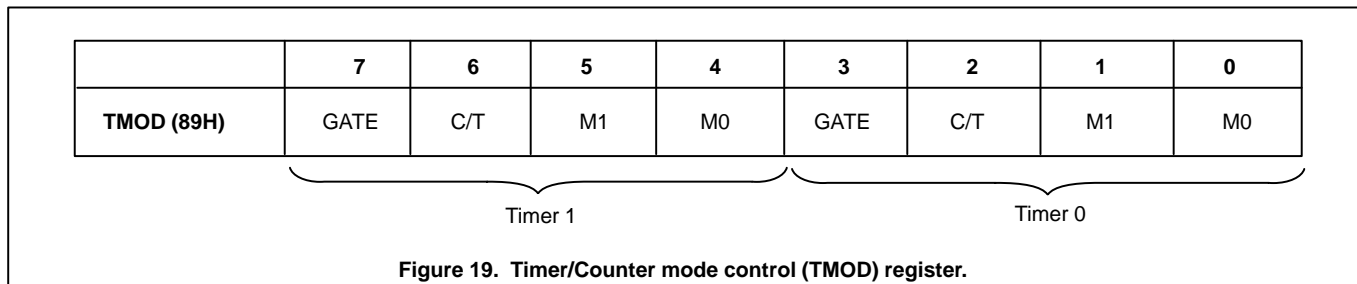 7 6 5 4 3 2 1 0
TMOD (89H) GATE C/T M1 M0 GATE C/T M1 M0
Timer 1 Timer 0
Figure 19. Timer/Counter mode control (TMOD) register.